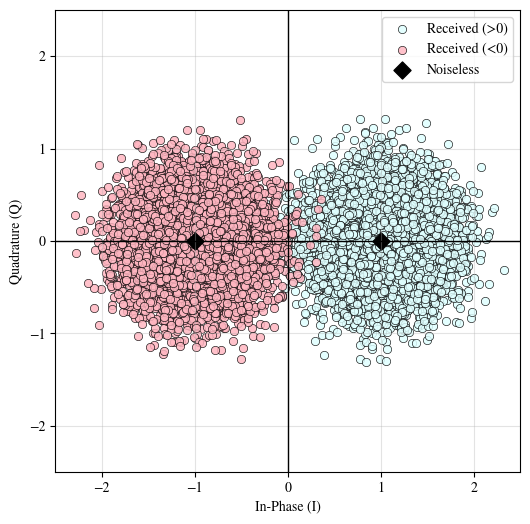 Received (>0)
Received (<0)
Noiseless
2
1
0
−1
−2
Quadrature (Q)
−2 −1 0 1 2
In-Phase (I)